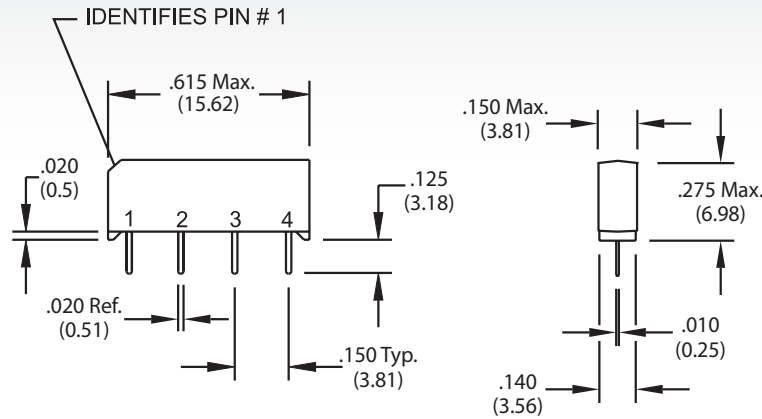 IDENTIFIES PIN # 1
.615 Max.
(15.62)
.150 Max.
(3.81)
.020
(0.5)
.125
(3.18)
.275 Max.
(6.98)
1 2 3 4
.020 Ref.
(0.51)
.150 Typ.
(3.81)
.010
(0.25)
.140
(3.56)